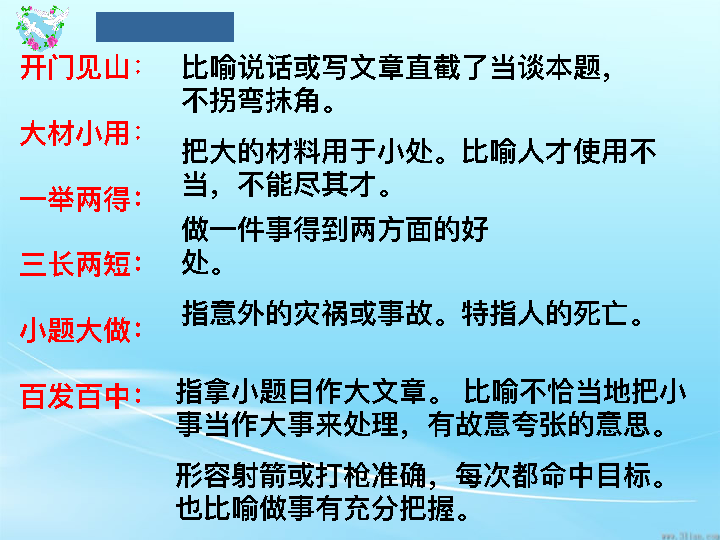 开门见山：
比喻说话或写文章直截了当谈本题，
不拐弯抹角。
大材小用：
把大的材料用于小处。比喻人才使用不
当，不能尽其才。
一举两得：
做一件事得到两方面的好
处。
三长两短：
指意外的灾祸或事故。特指人的死亡。
小题大做：
指拿小题目作大文章。 比喻不恰当地把小
事当作大事来处理，有故意夸张的意思。
百发百中：
形容射箭或打枪准确，每次都命中目标。
也比喻做事有充分把握。